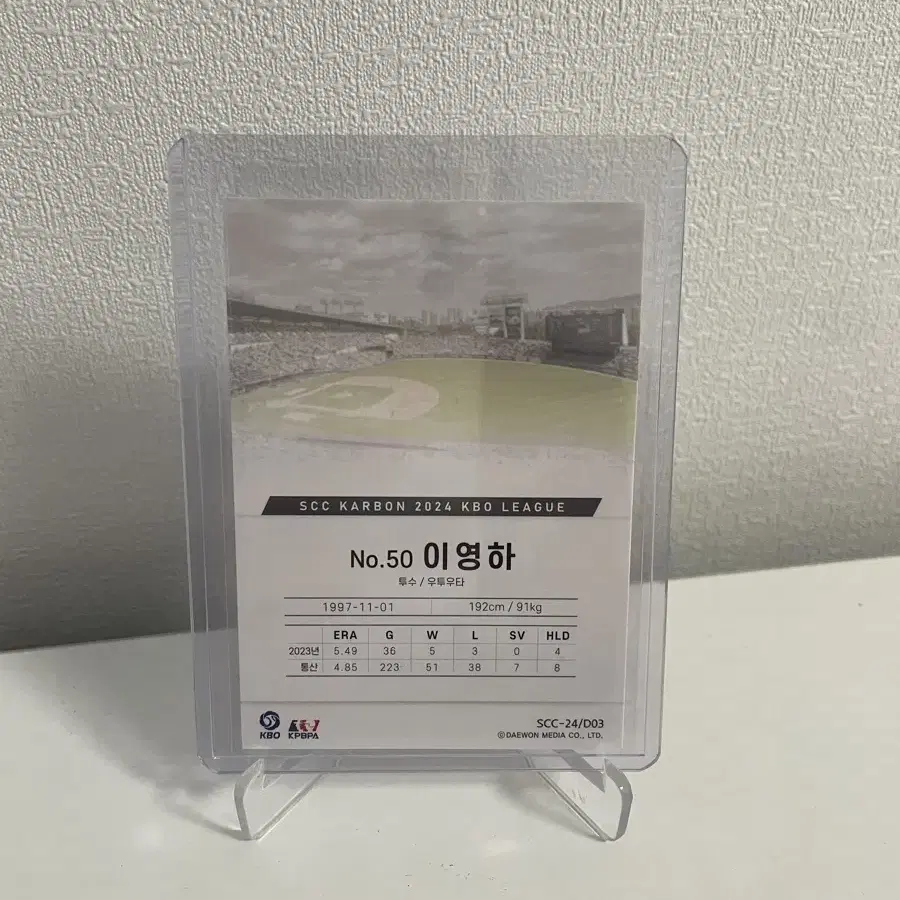 SCC KARBON 2024 KBO LEAGUE
No.50 이영하
투수 / 우투우타
1997-11-01 192cm / 91kg
ERA G W L SV HLD
2023년 5.49 36 5 3 0 4
통산 4.85 223 51 38 7 8
KBO KPBPA SCC-24/D03
©DAEWON MEDIA CO., LTD.